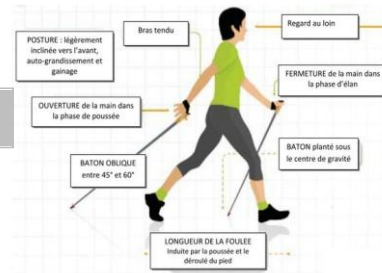 POSTURE : légèrement
inclinée vers l'avant,
auto-grandissement et
gainage
Bras tendu
Regard au loin
FERMETURE de la main dans
la phase d'élan
OUVERTURE de la main dans
la phase de poussée
BATON planté sous
le centre de gravité
BATON OBLIQUE
entre 45° et 60°
LONGUEUR DE LA FOULEE
Induite par la poussée et le
déroulé du pied